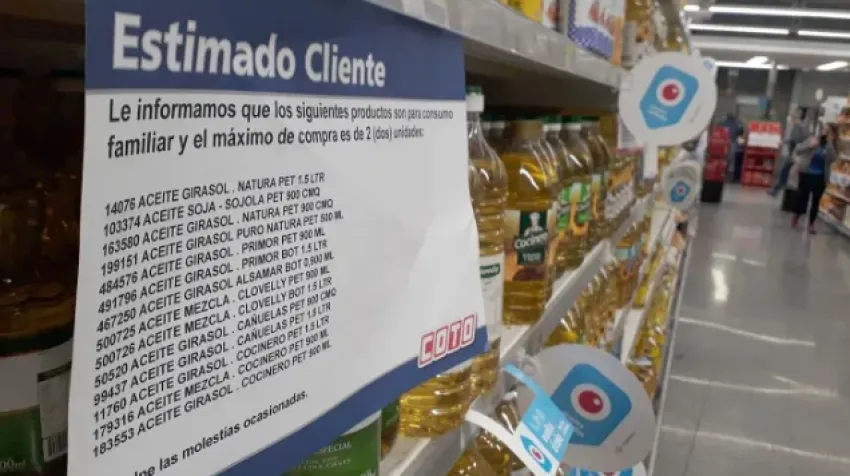 Estimado Cliente
Le informamos que los siguientes productos son para consumo
familiar y el máximo de compra es de 2 (dos) unidades:
14076 ACEITE GIRASOL . NATURA PET 1.5 LTR
103374 ACEITE SOJA - SOJOLA PET 900 CMQ
163580 ACEITE GIRASOL . NATURA PET 900 CMQ
199151 ACEITE GIRASOL PURO NATURA PET 500 ML
484576 ACEITE GIRASOL . PRIMOR PET 900 ML
491796 ACEITE GIRASOL . PRIMOR BOT 1.5 LTR
467250 ACEITE GIRASOL ALSAMAR BOT 0,900 ML
500725 ACEITE MEZCLA . CLOVELLY PET 900 ML
500726 ACEITE MEZCLA . CLOVELLY BOT 1.5 LTR
50520 ACEITE GIRASOL . CAÑUELAS PET 900 CMQ
99437 ACEITE GIRASOL . CAÑUELAS PET 1.5 LTR
11760 ACEITE GIRASOL . COCINERO PET 1.5 LTR
179316 ACEITE MEZCLA . COCINERO PET 900 ML
183553 ACEITE GIRASOL . COCINERO PET 900 ML
lpe las molestias ocasionadas.
COTO
Cocinero